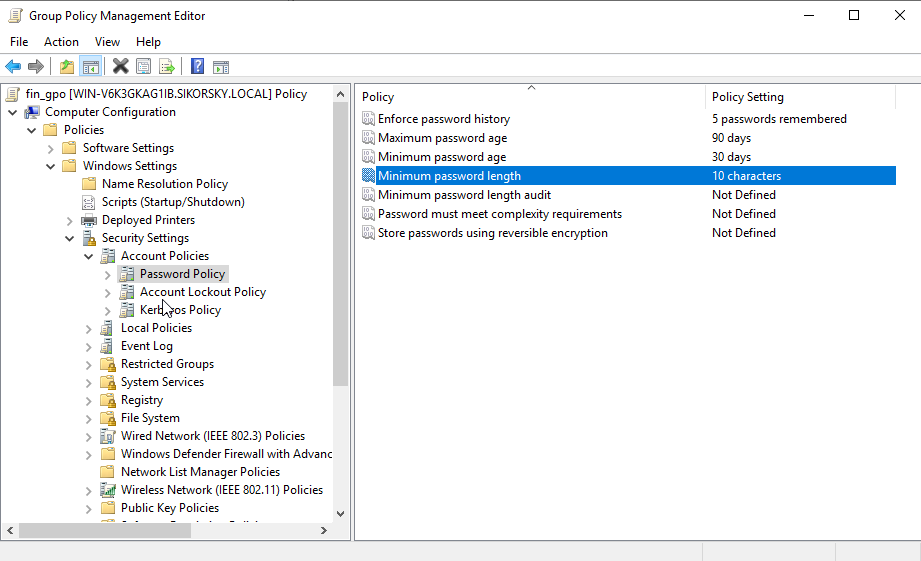 Group Policy Management Editor
File Action View Help
fin_gpo [WIN-V6K3GKAG1IB.SIKORSKY.LOCAL] Policy
Computer Configuration
Policies
Software Settings
Windows Settings
Name Resolution Policy
Scripts (Startup/Shutdown)
Deployed Printers
Security Settings
Account Policies
Password Policy
Account Lockout Policy
Kerberos Policy
Local Policies
Event Log
Restricted Groups
System Services
Registry
File System
Wired Network (IEEE 802.3) Policies
Windows Defender Firewall with Advanc
Network List Manager Policies
Wireless Network (IEEE 802.11) Policies
Public Key Policies
Policy Policy Setting
Enforce password history 5 passwords remembered
Maximum password age 90 days
Minimum password age 30 days
Minimum password length 10 characters
Minimum password length audit Not Defined
Password must meet complexity requirements Not Defined
Store passwords using reversible encryption Not Defined